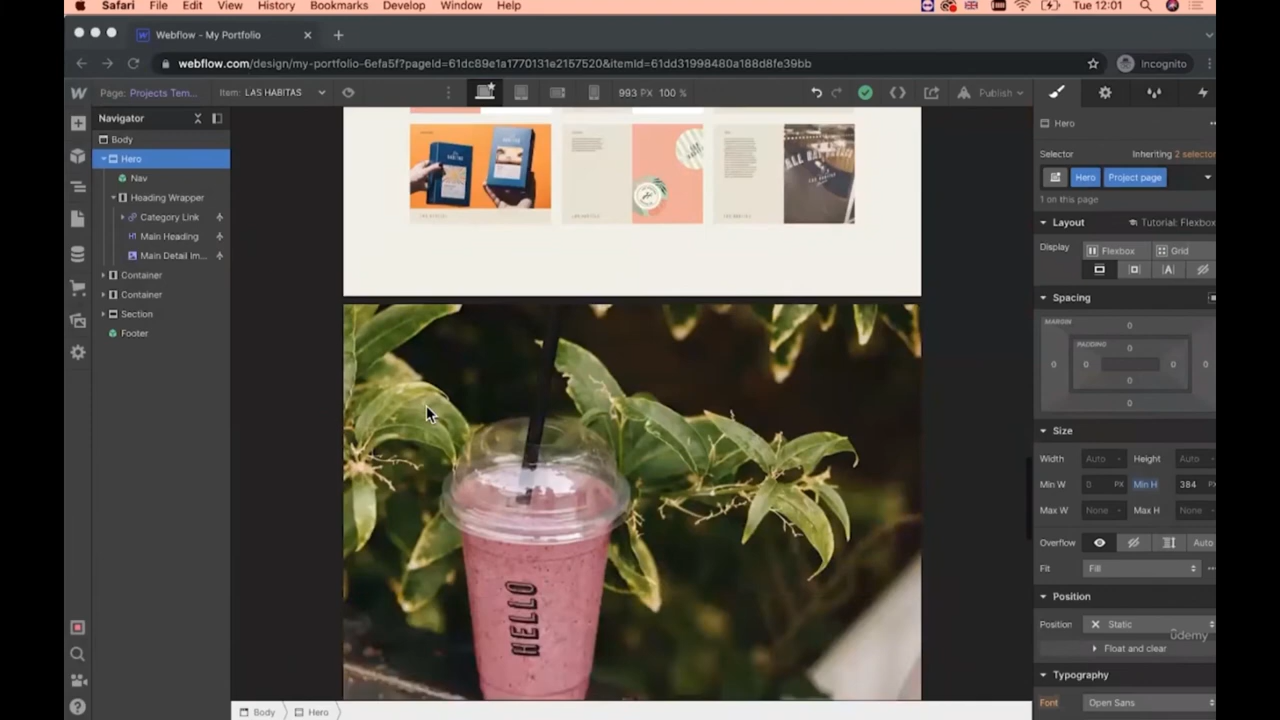 Safari File Edit View History Bookmarks Develop Window Help Tue 12:01
Webflow - My Portfolio
webflow.com/design/my-portfolio-6efa5f?pageId=61dc89e1a1770131e2157520&itemId=61dd31998480a188d8fe39bb Incognito
Page: Projects Tem... Item: LAS HABITAS 993 PX 100 % Publish
Navigator
Body
Hero
Nav
Heading Wrapper
Category Link
Main Heading
Main Detail Im...
Container
Container
Section
Footer
HELLO
Body Hero
Hero
Selector Inheriting 2 selector
Hero Project page
1 on this page
Layout Tutorial: Flexbox
Display Flexbox Grid
Spacing
MARGIN 0
PADDING 0
0 0 0 0
0
0
Size
Width Auto - Height Auto -
Min W 0 PX Min H 384 PX
Max W None - Max H None -
Overflow Auto
Fit Fill
Position
Position Static
Udemy
Float and clear
Typography
Font Open Sans